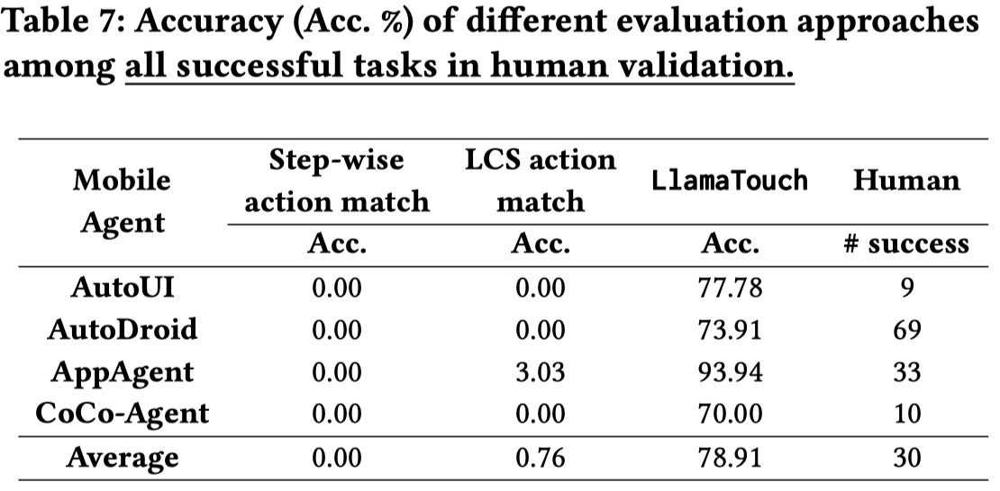 Table 7: Accuracy (Acc. %) of different evaluation approaches
among all successful tasks in human validation.
Mobile Agent | Step-wise action match | LCS action match | LlamaTouch | Human
Acc. | Acc. | Acc. | # success
AutoUI | 0.00 | 0.00 | 77.78 | 9
AutoDroid | 0.00 | 0.00 | 73.91 | 69
AppAgent | 0.00 | 3.03 | 93.94 | 33
CoCo-Agent | 0.00 | 0.00 | 70.00 | 10
Average | 0.00 | 0.76 | 78.91 | 30